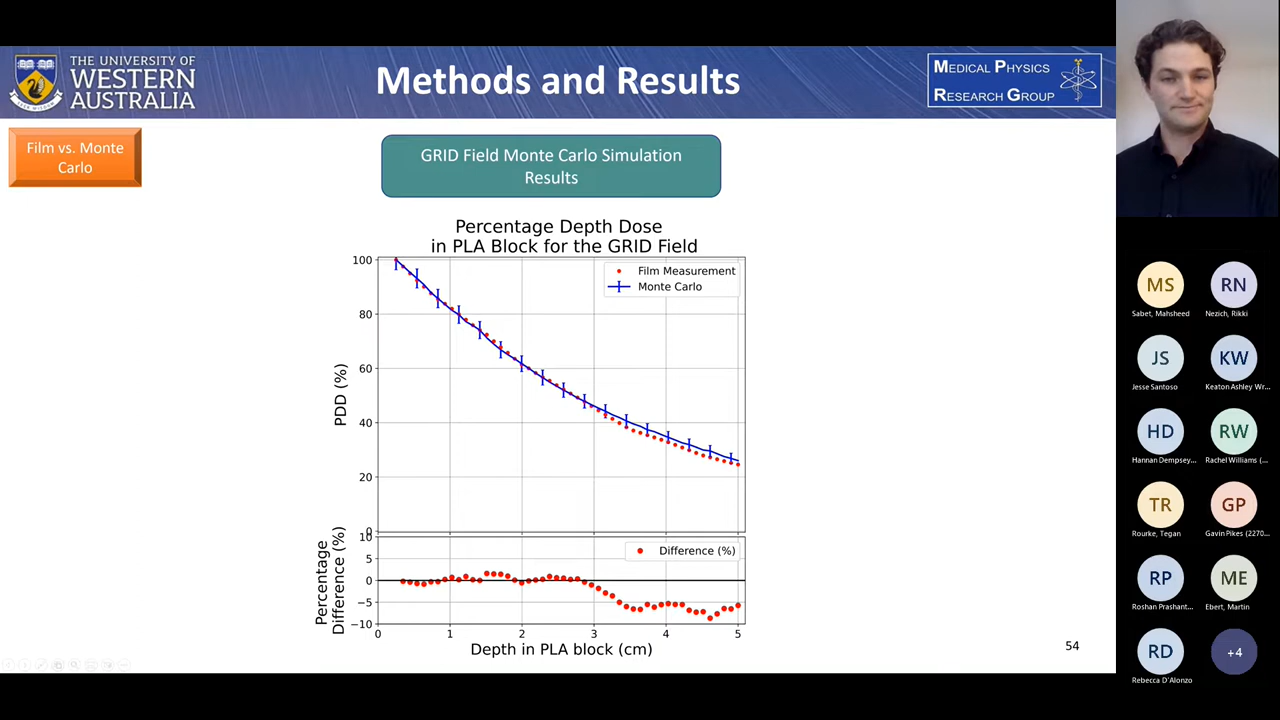 THE UNIVERSITY OF
WESTERN
AUSTRALIA
Methods and Results
MEDICAL PHYSICS
RESEARCH GROUP
Film vs. Monte
Carlo
GRID Field Monte Carlo Simulation
Results
Percentage Depth Dose
in PLA Block for the GRID Field
Film Measurement
Monte Carlo
PDD (%)
100
80
60
40
20
0
Percentage
Difference (%)
10
5
0
−5
−10
Difference (%)
0 1 2 3 4 5
Depth in PLA block (cm)
54
MS
Sabet, Mahsheed
RN
Nezich, Rikki
JS
Jesse Santoso
KW
Keaton Ashley Wr...
HD
Hannan Dempsey...
RW
Rachel Williams (...
TR
Rourke, Tegan
GP
Gavin Pikes (2270...
RP
Roshan Prashant...
ME
Ebert, Martin
RD
Rebecca D'Alonzo
+4